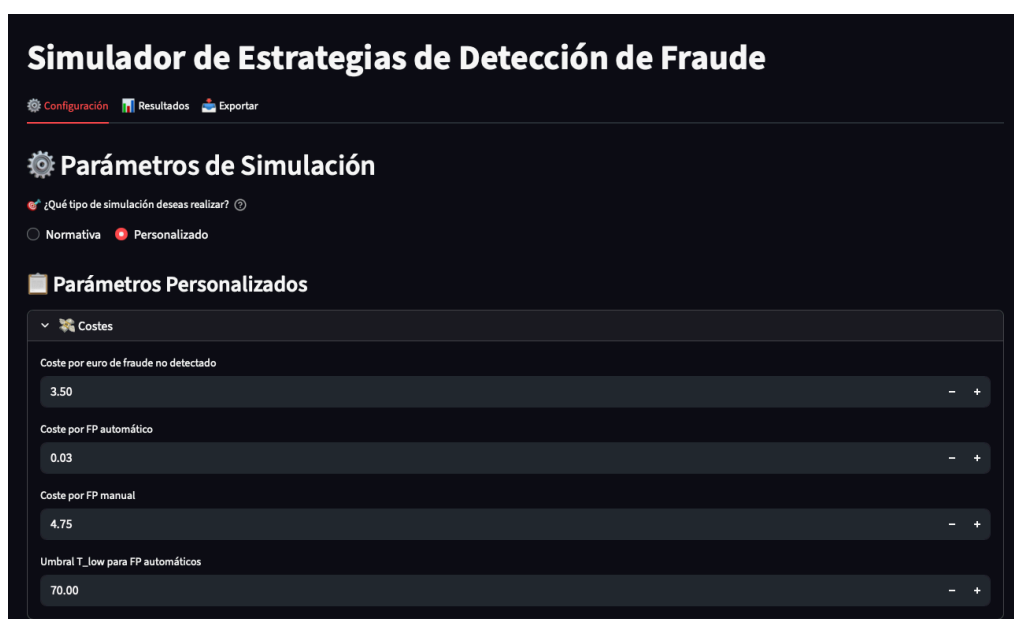 Simulador de Estrategias de Detección de Fraude
Configuración Resultados Exportar
Parámetros de Simulación
¿Qué tipo de simulación deseas realizar? ?
Normativa Personalizado
Parámetros Personalizados
Costes
Coste por euro de fraude no detectado
3.50 - +
Coste por FP automático
0.03 - +
Coste por FP manual
4.75 - +
Umbral T_low para FP automáticos
70.00 - +